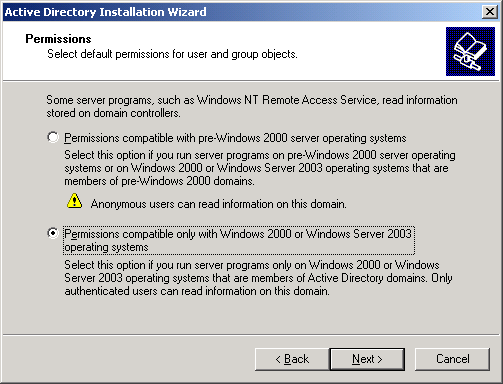 Active Directory Installation Wizard
Permissions
Select default permissions for user and group objects.
Some server programs, such as Windows NT Remote Access Service, read information
stored on domain controllers.
Permissions compatible with pre-Windows 2000 server operating systems
Select this option if you run server programs on pre-Windows 2000 server operating
systems or on Windows 2000 or Windows Server 2003 operating systems that are
members of pre-Windows 2000 domains.
Anonymous users can read information on this domain.
Permissions compatible only with Windows 2000 or Windows Server 2003
operating systems
Select this option if you run server programs only on Windows 2000 or Windows
Server 2003 operating systems that are members of Active Directory domains. Only
authenticated users can read information on this domain.
< Back Next > Cancel